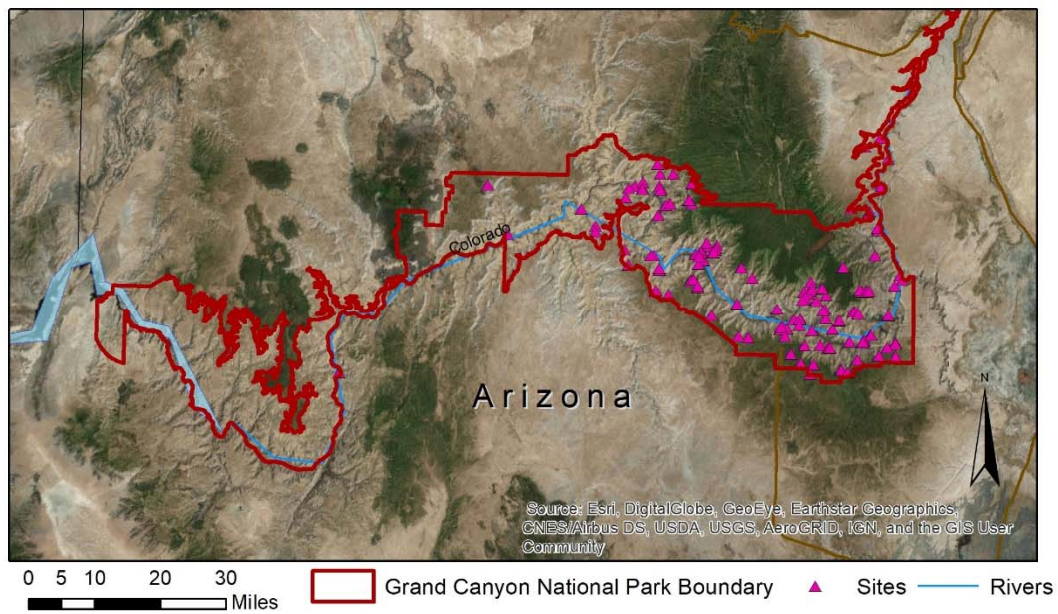 Colorado
Arizona
N
Source: Esri, DigitalGlobe, GeoEye, Earthstar Geographics,
CNES/Airbus DS, USDA, USGS, AeroGRID, IGN, and the GIS User
Community
0 5 10 20 30
Miles
Grand Canyon National Park Boundary
Sites
Rivers